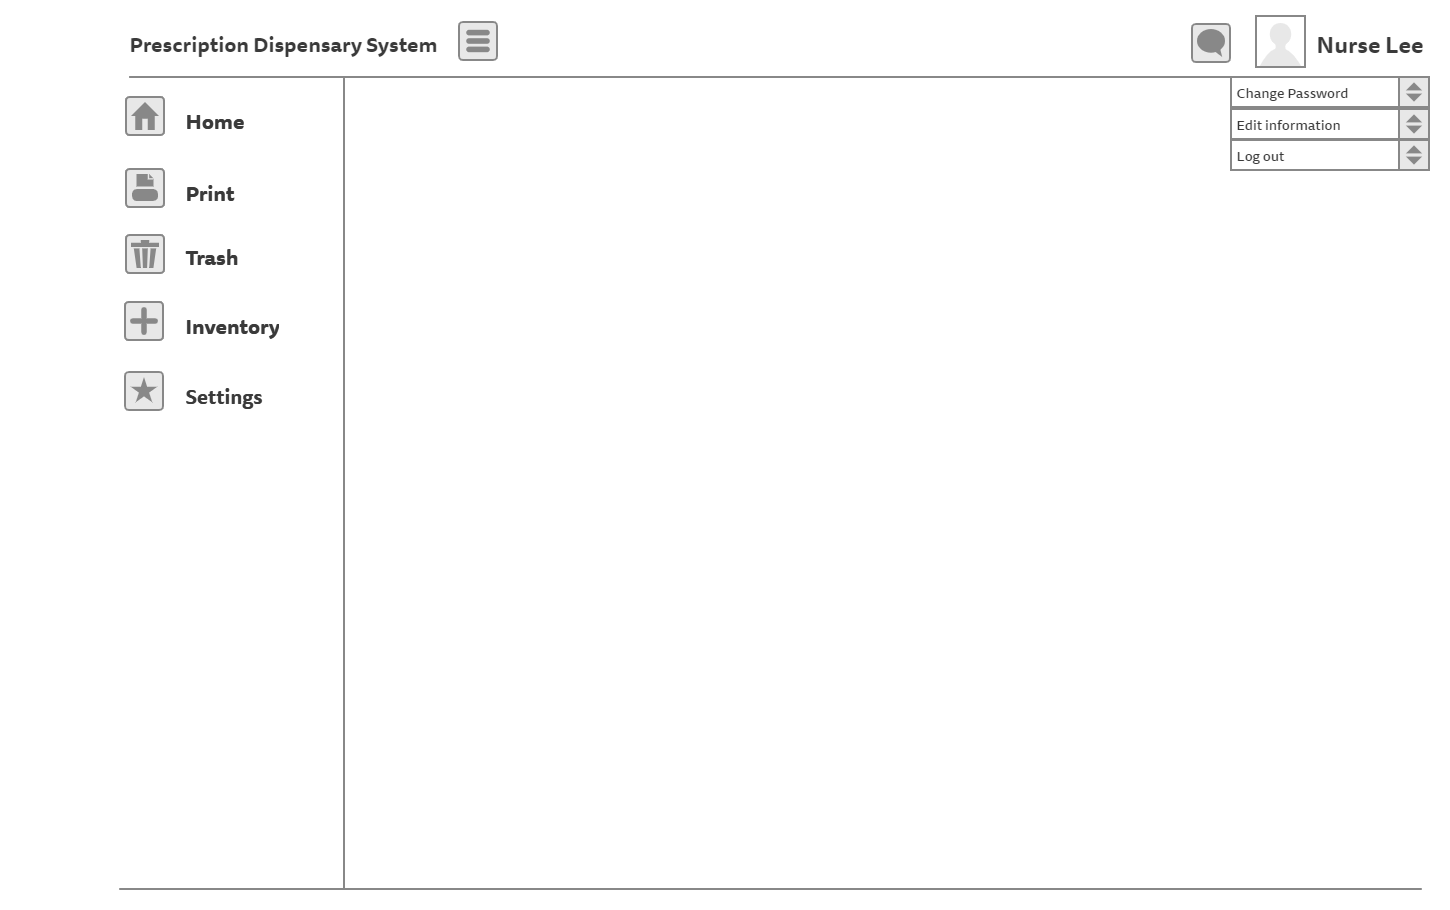 Prescription Dispensary System
Nurse Lee
Change Password
Edit information
Log out
Home
Print
Trash
Inventory
Settings